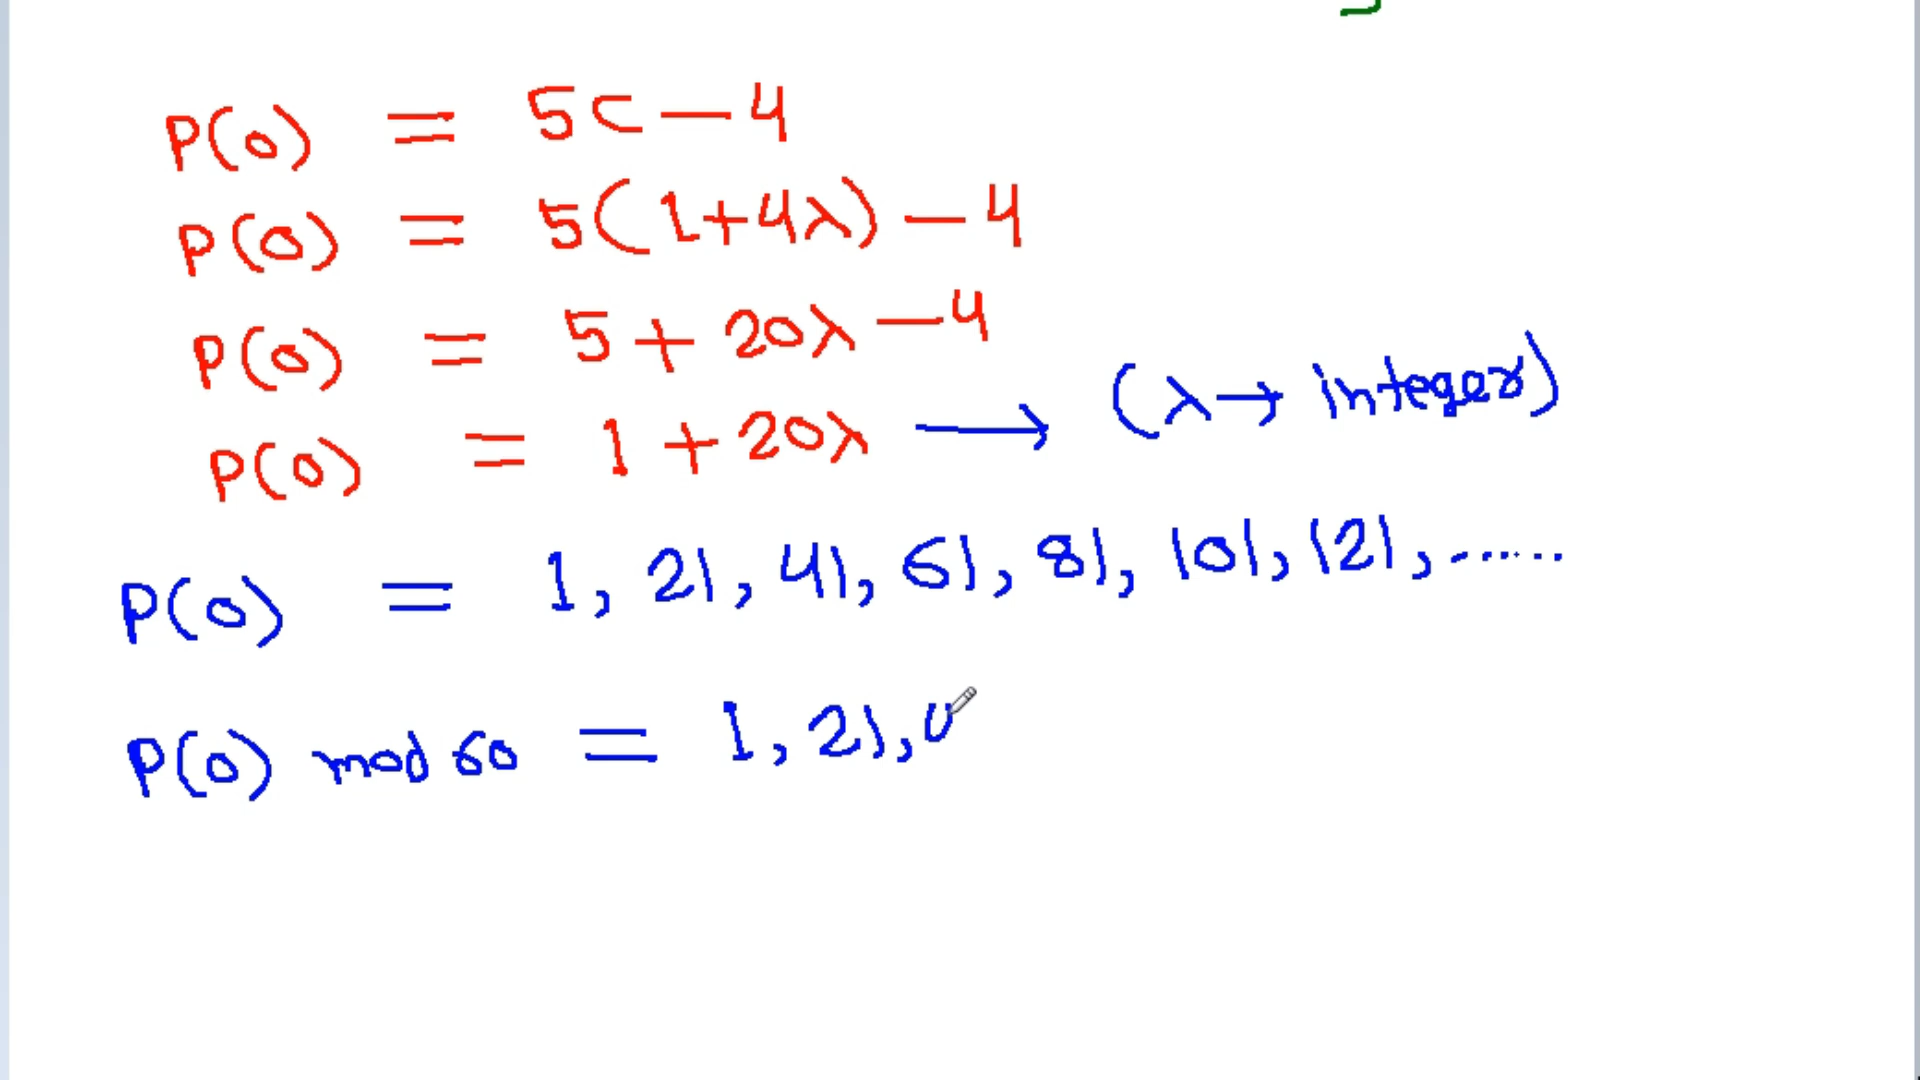 P(0) = 5C - 4
P(0) = 5(1+4λ) - 4
P(0) = 5 + 20λ - 4
P(0) = 1 + 20λ → (λ → integer)
P(0) = 1, 21, 41, 61, 81, 101, 121, ......
P(0) mod 60 = 1, 21,